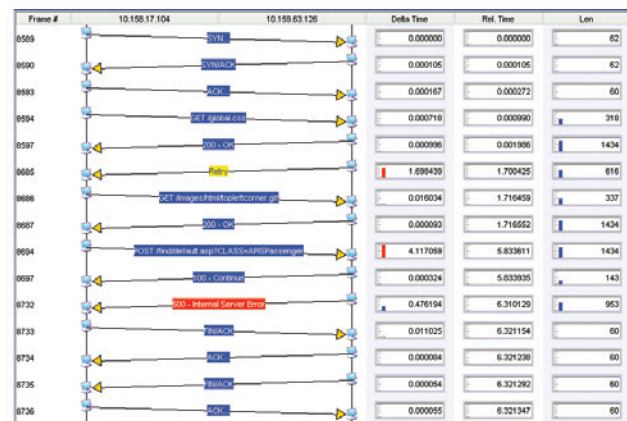 Frame # 10.158.17.104 10.159.63.126 Delta Time Rel. Time Len
8589 SYN 0.000000 0.000000 62
8590 SYN/ACK 0.000105 0.000105 62
8593 ACK 0.000167 0.000272 60
8594 GET /global.css 0.000718 0.000990 318
8597 200 - OK 0.000996 0.001986 1434
8685 Retry 1.698439 1.700425 616
8686 GET /images/html/topleftcorner.gif 0.016034 1.716459 337
8687 200 - OK 0.000093 1.716552 1434
8694 POST /find/default.asp?CLASS=APISPassenger 4.117059 5.833611 1434
8697 100 - Continue 0.000324 5.833935 143
8732 500 - Internal Server Error 0.476194 6.310129 953
8733 FIN/ACK 0.011025 6.321154 60
8734 ACK 0.000084 6.321238 60
8735 FIN/ACK 0.000054 6.321292 60
8736 ACK 0.000055 6.321347 60